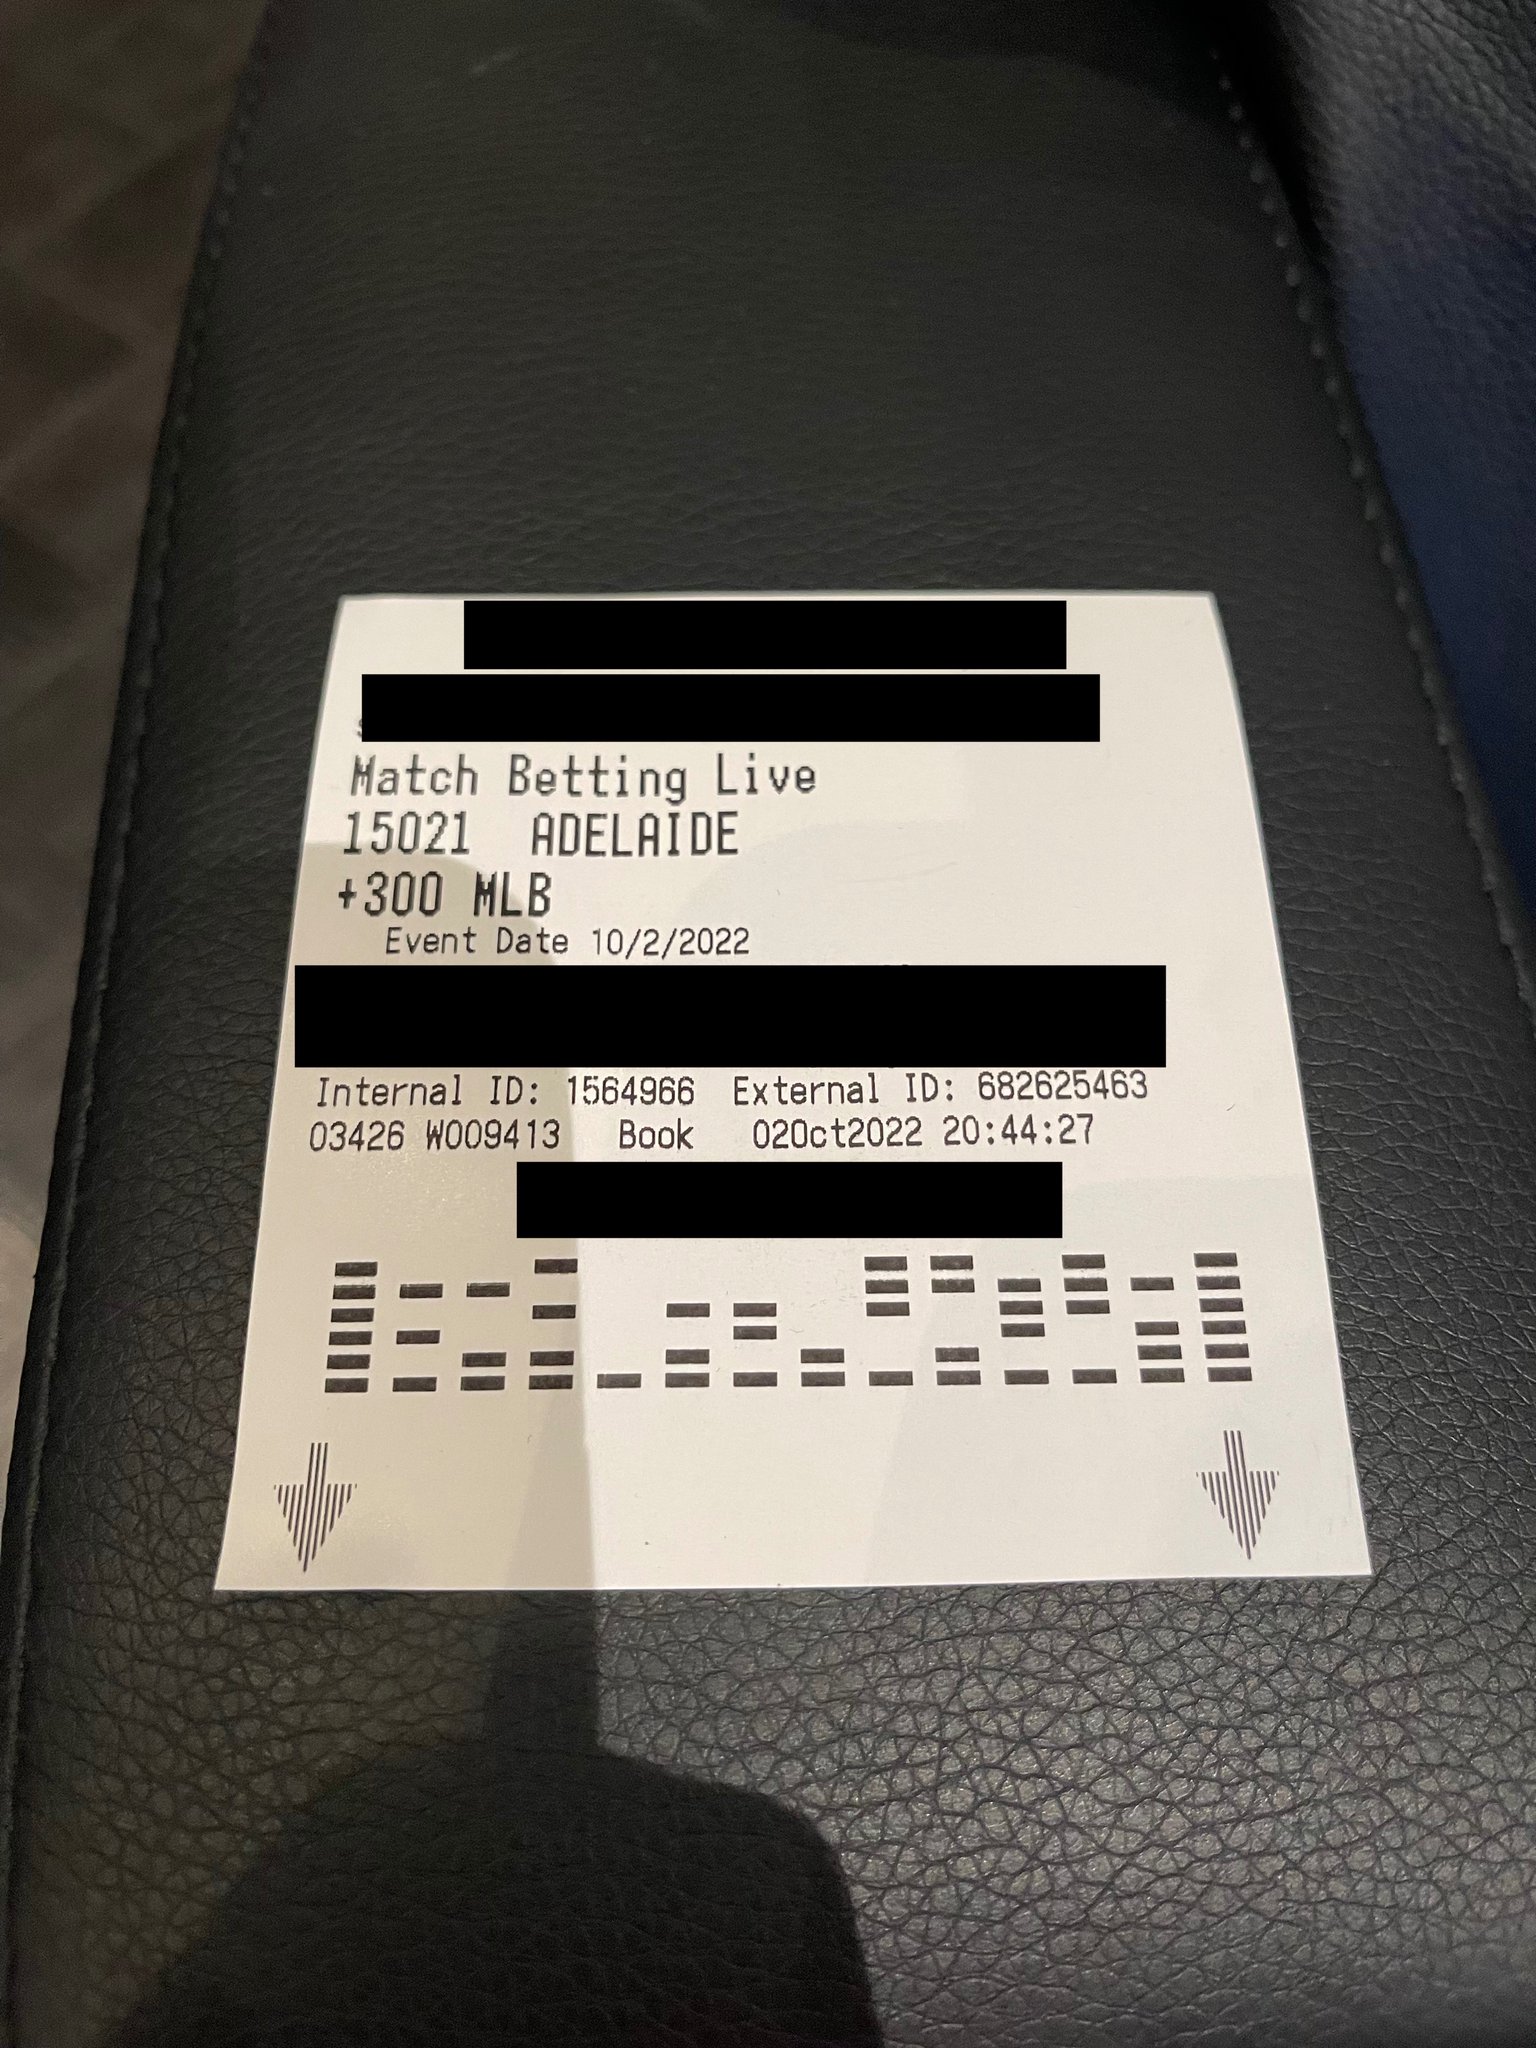 Match Betting Live
15021 ADELAIDE
+300 MLB
Event Date 10/2/2022
Internal ID: 1564966 External ID: 682625463
03426 W009413 Book 02Oct2022 20:44:27